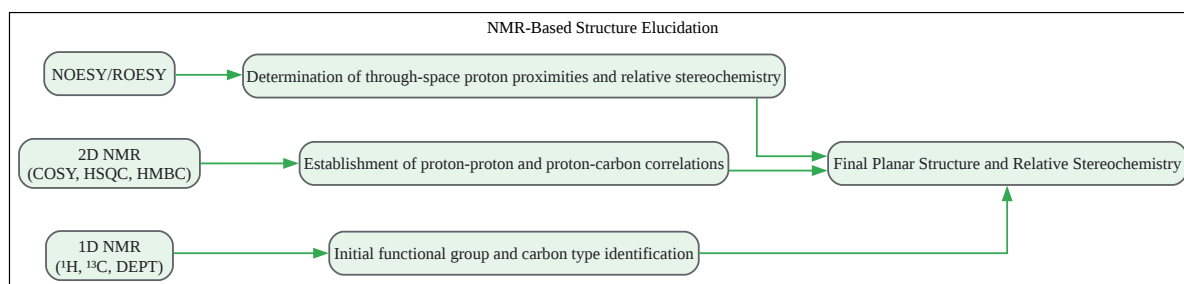 NMR-Based Structure Elucidation
NOESY/ROESY
Determination of through-space proton proximities and relative stereochemistry
2D NMR
(COSY, HSQC, HMBC)
Establishment of proton-proton and proton-carbon correlations
Final Planar Structure and Relative Stereochemistry
1D NMR
(¹H, ¹³C, DEPT)
Initial functional group and carbon type identification